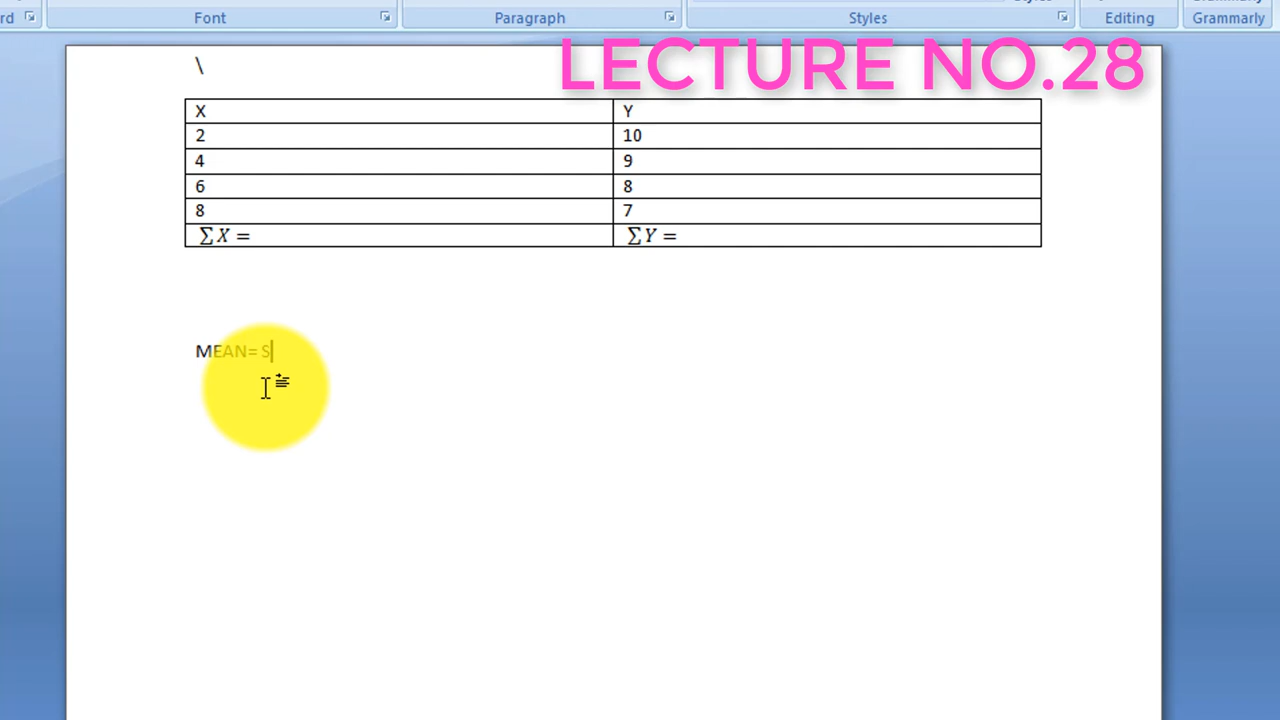 rd Font Paragraph Styles Editing Grammarly
LECTURE NO.28
\
X Y
2 10
4 9
6 8
8 7
∑X = ∑Y =
MEAN= S